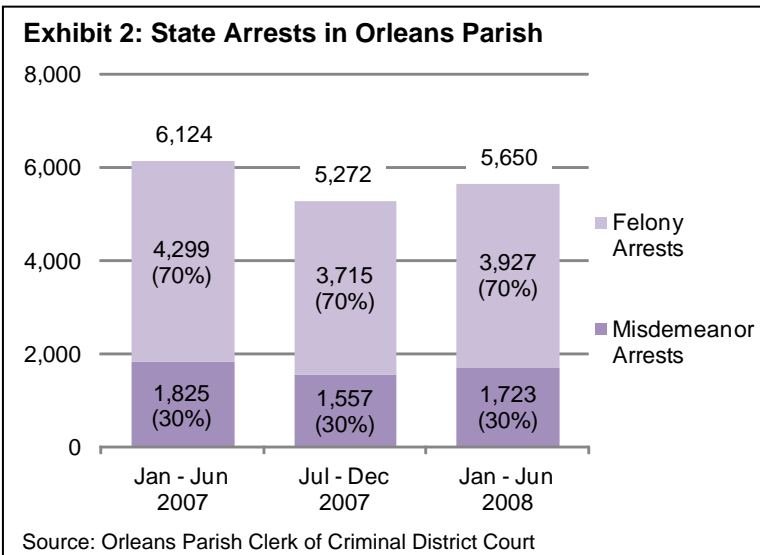 Exhibit 2: State Arrests in Orleans Parish
8,000
6,000
4,000
2,000
0
6,124
5,272
5,650
4,299
(70%)
3,715
(70%)
3,927
(70%)
1,825
(30%)
1,557
(30%)
1,723
(30%)
Jan - Jun
2007
Jul - Dec
2007
Jan - Jun
2008
Felony
Arrests
Misdemeanor
Arrests
Source: Orleans Parish Clerk of Criminal District Court